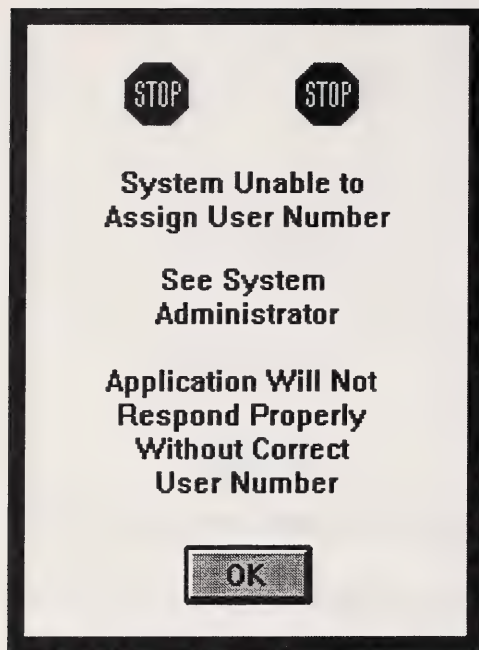 STOP STOP
System Unable to
Assign User Number
See System
Administrator
Application Will Not
Respond Properly
Without Correct
User Number
OK